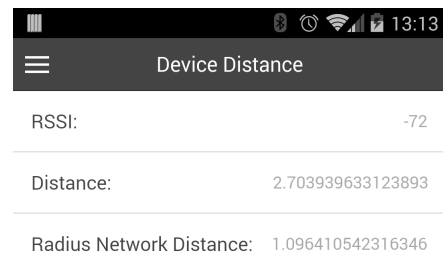 13:13
Device Distance
RSSI: -72
Distance: 2.703939633123893
Radius Network Distance: 1.096410542316346